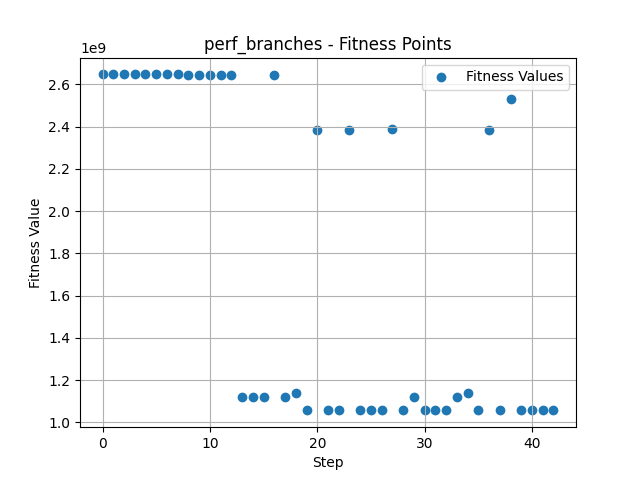 perf_branches - Fitness Points
1e9
Fitness Values
2.6
2.4
2.2
2.0
1.8
1.6
1.4
1.2
1.0
Fitness Value
0 10 20 30 40
Step